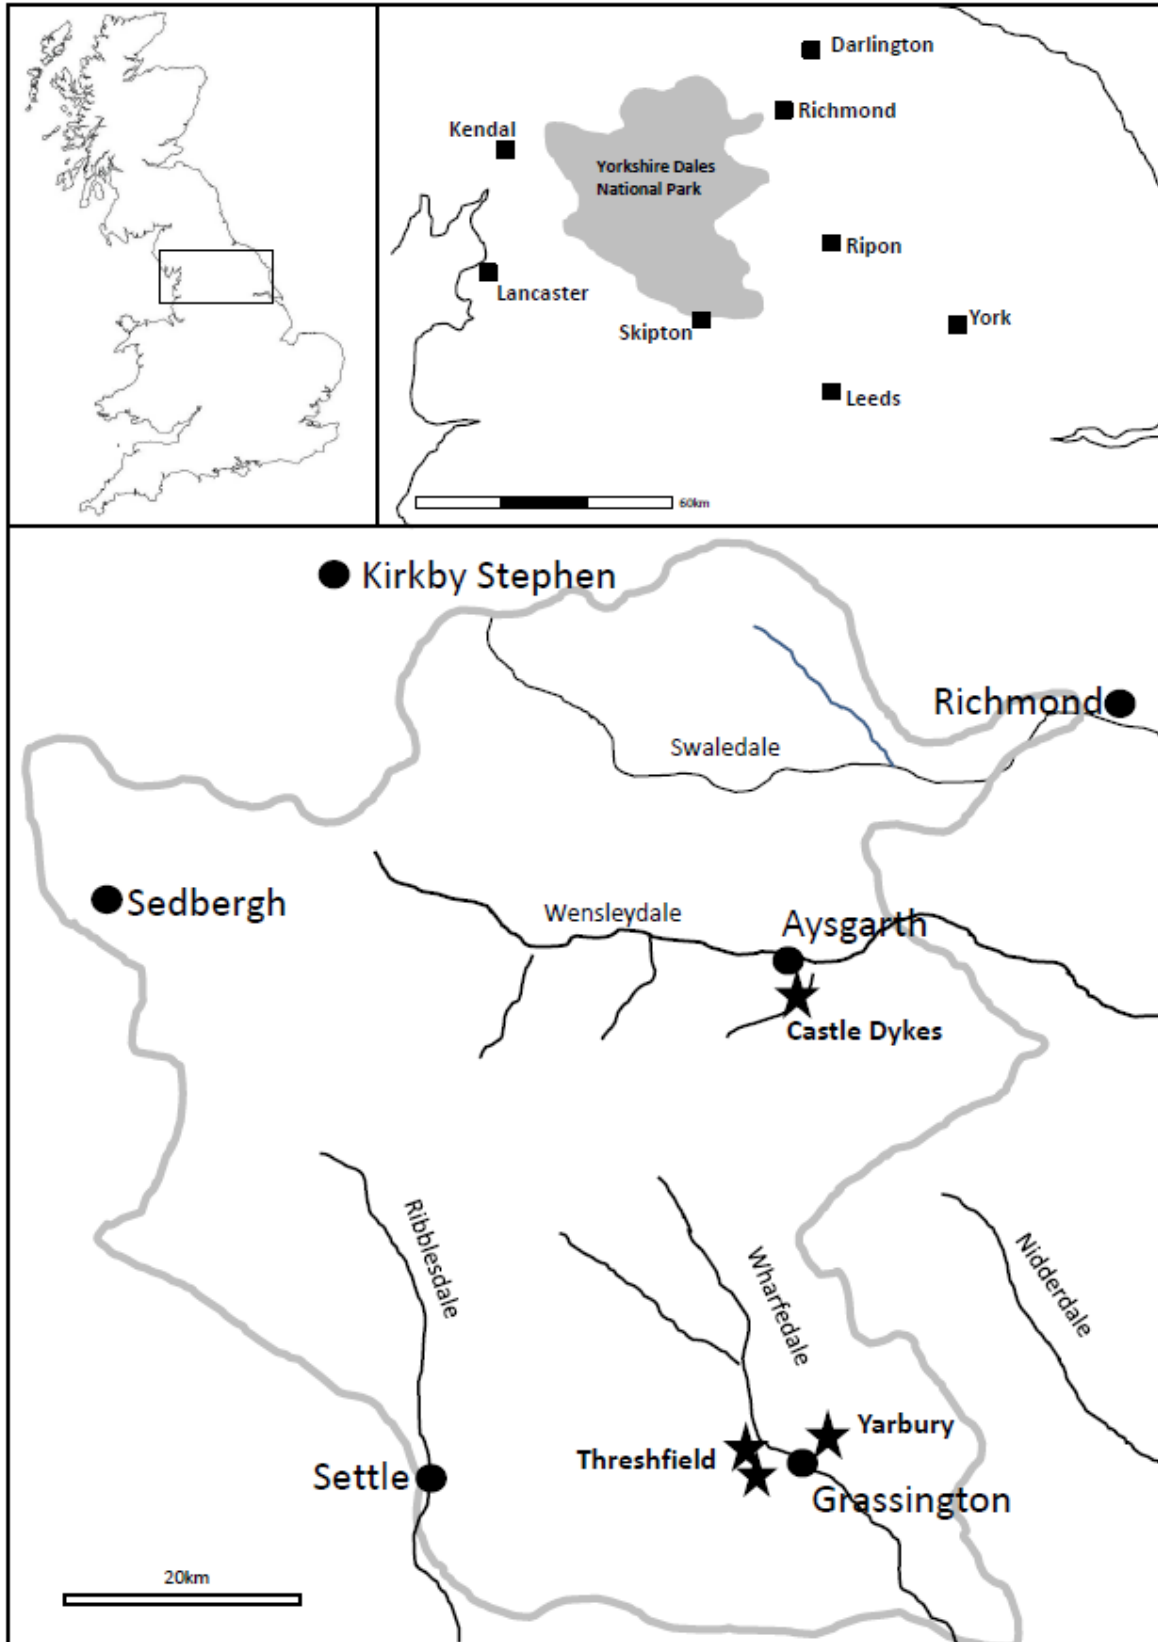 Darlington
Richmond
Kendal
Yorkshire Dales
National Park
Ripon
Lancaster
York
Skipton
Leeds
60km
Kirkby Stephen
Richmond
Swaledale
Sedbergh
Wensleydale
Aysgarth
Castle Dykes
Ribblesdale
Wharfedale
Nidderdale
Yarbury
Threshfield
Settle
Grassington
20km